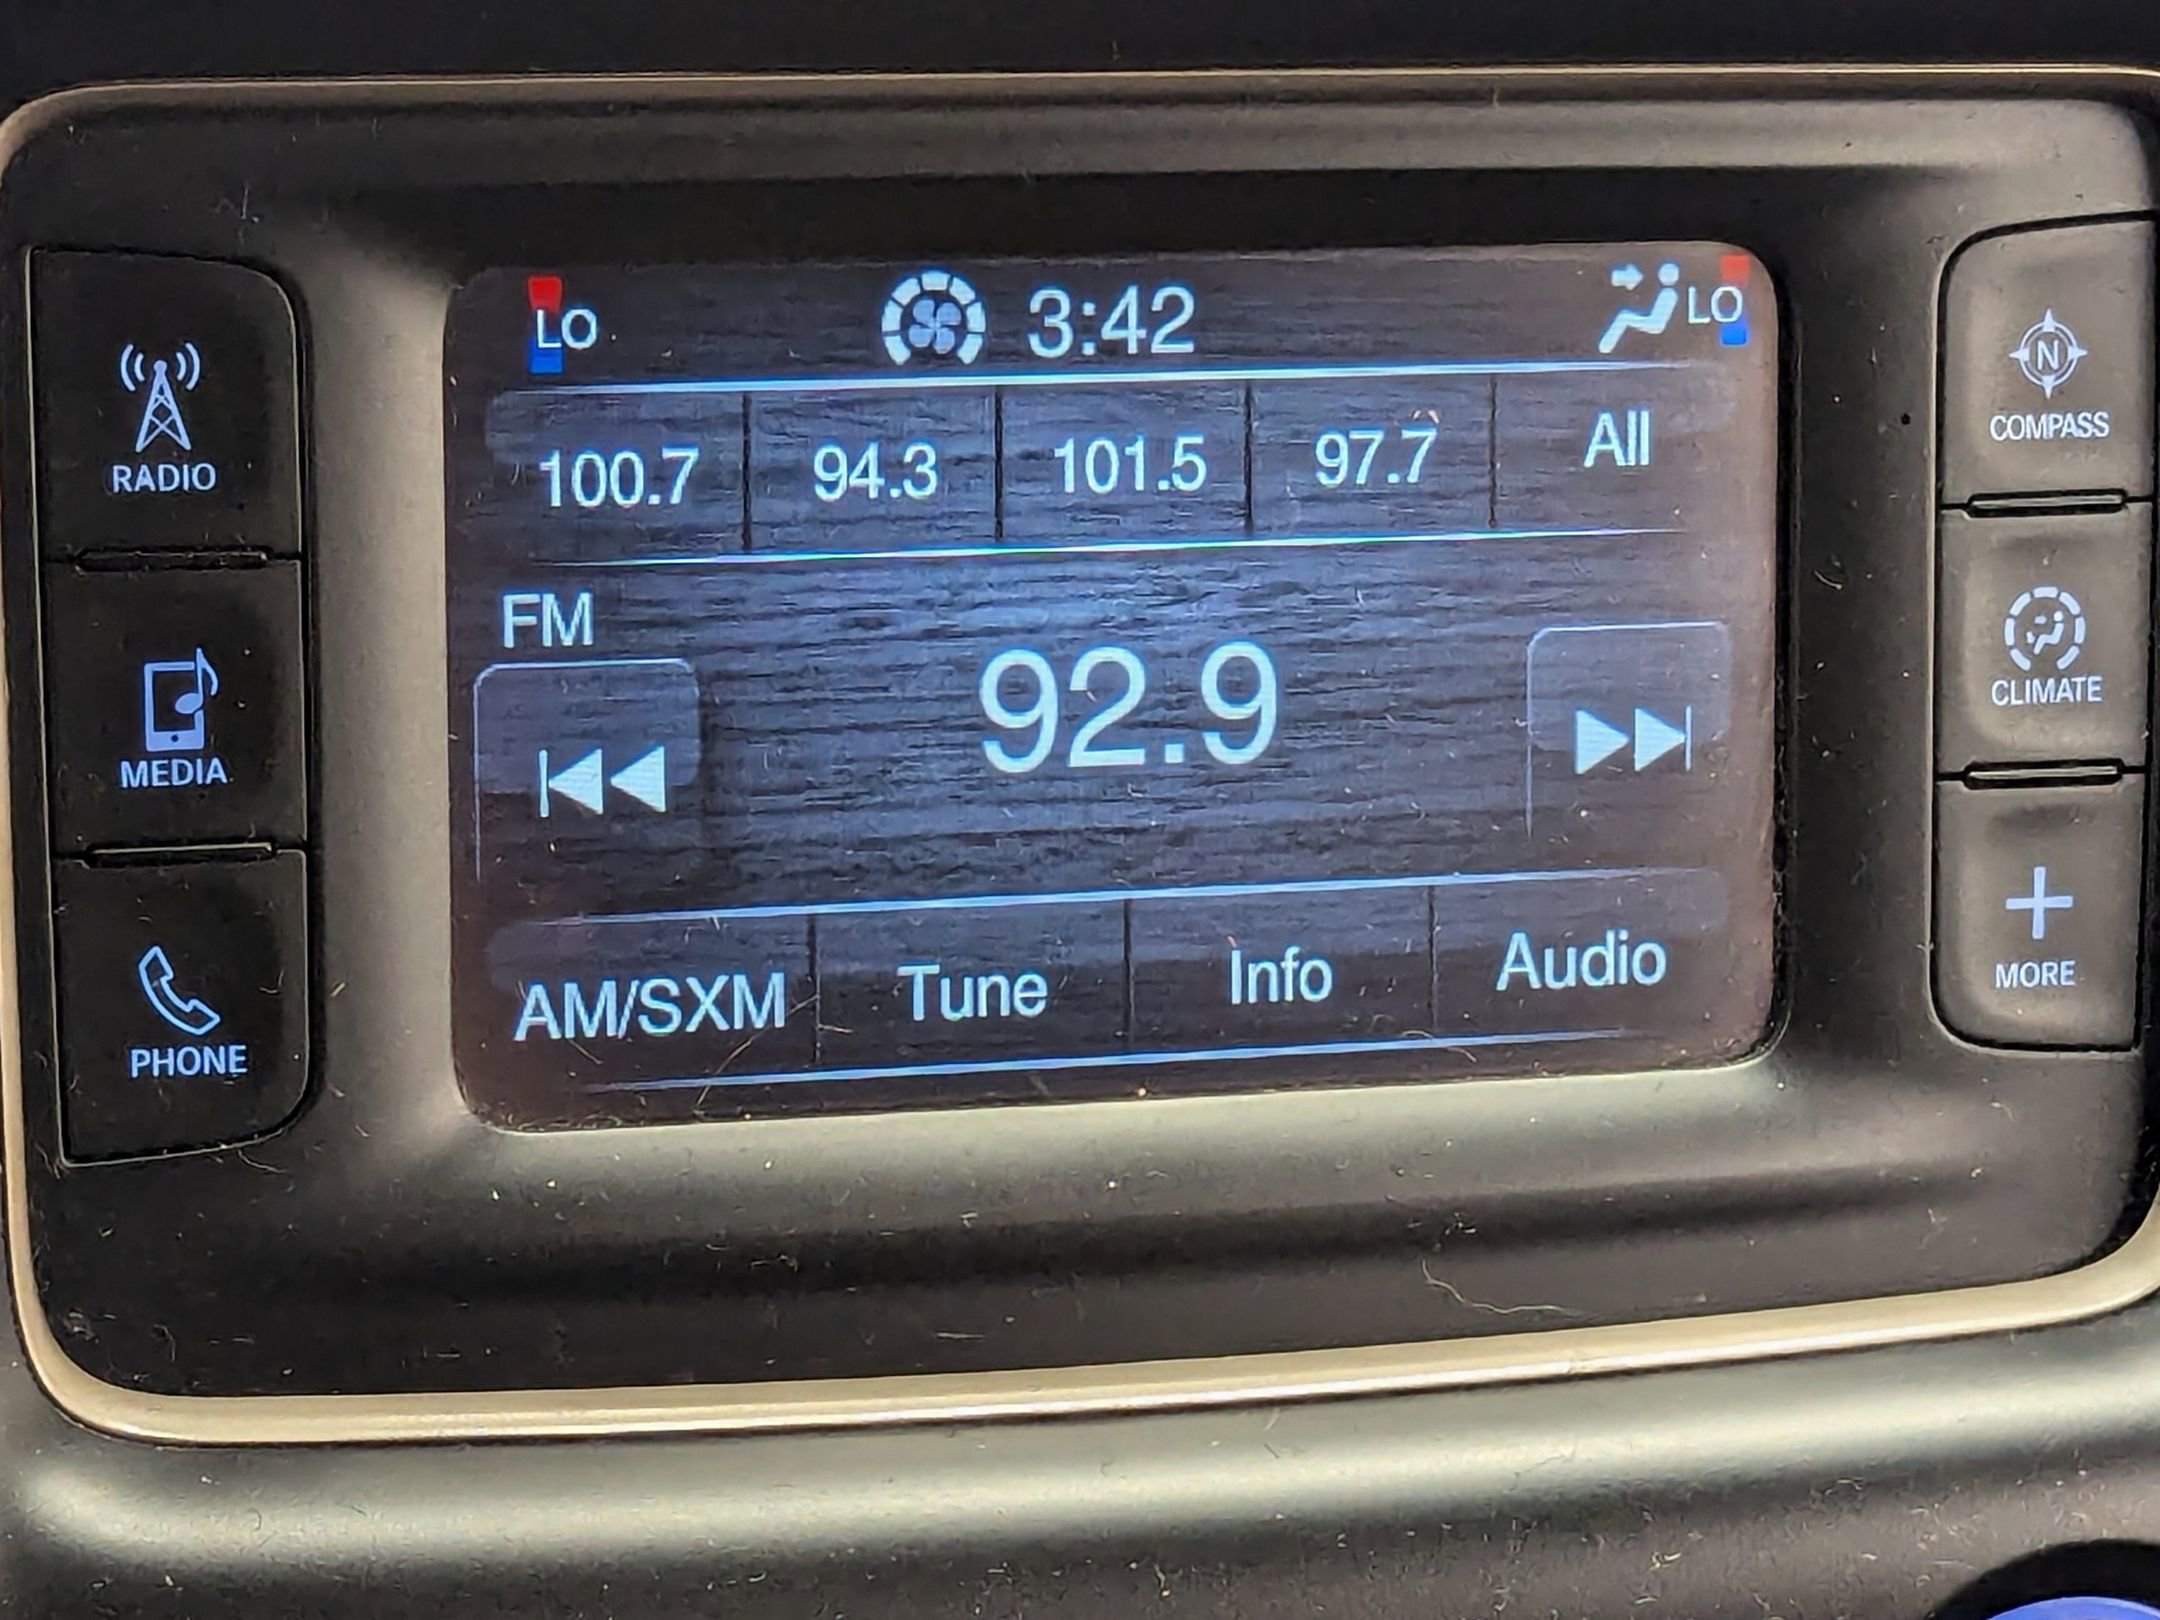 LO 3:42 LO
100.7 94.3 101.5 97.7 All
FM
92.9
AM/SXM Tune Info Audio
RADIO
MEDIA
PHONE
N
COMPASS
CLIMATE
MORE